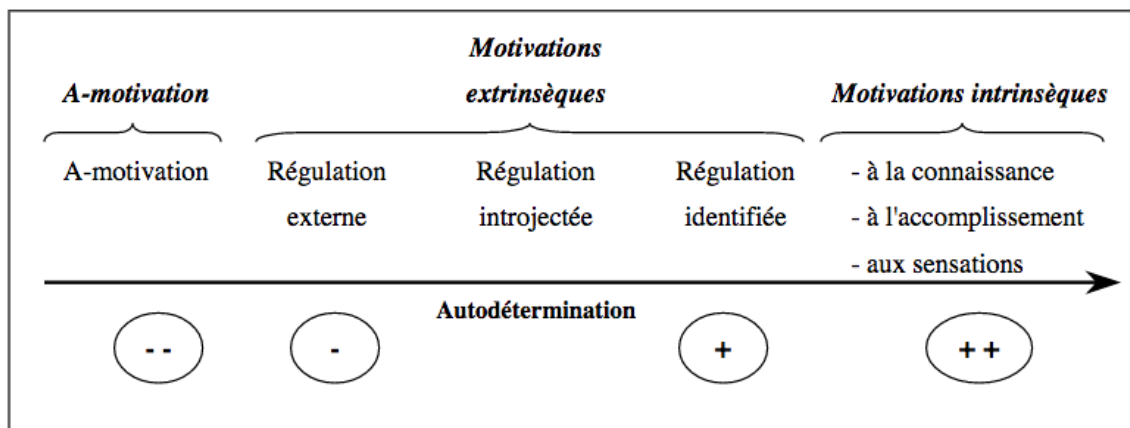 Motivations
A-motivation extrinsèques Motivations intrinsèques
A-motivation Régulation Régulation Régulation - à la connaissance
externe introjectée identifiée - à l'accomplissement
- aux sensations
Autodétermination
- - - + + +